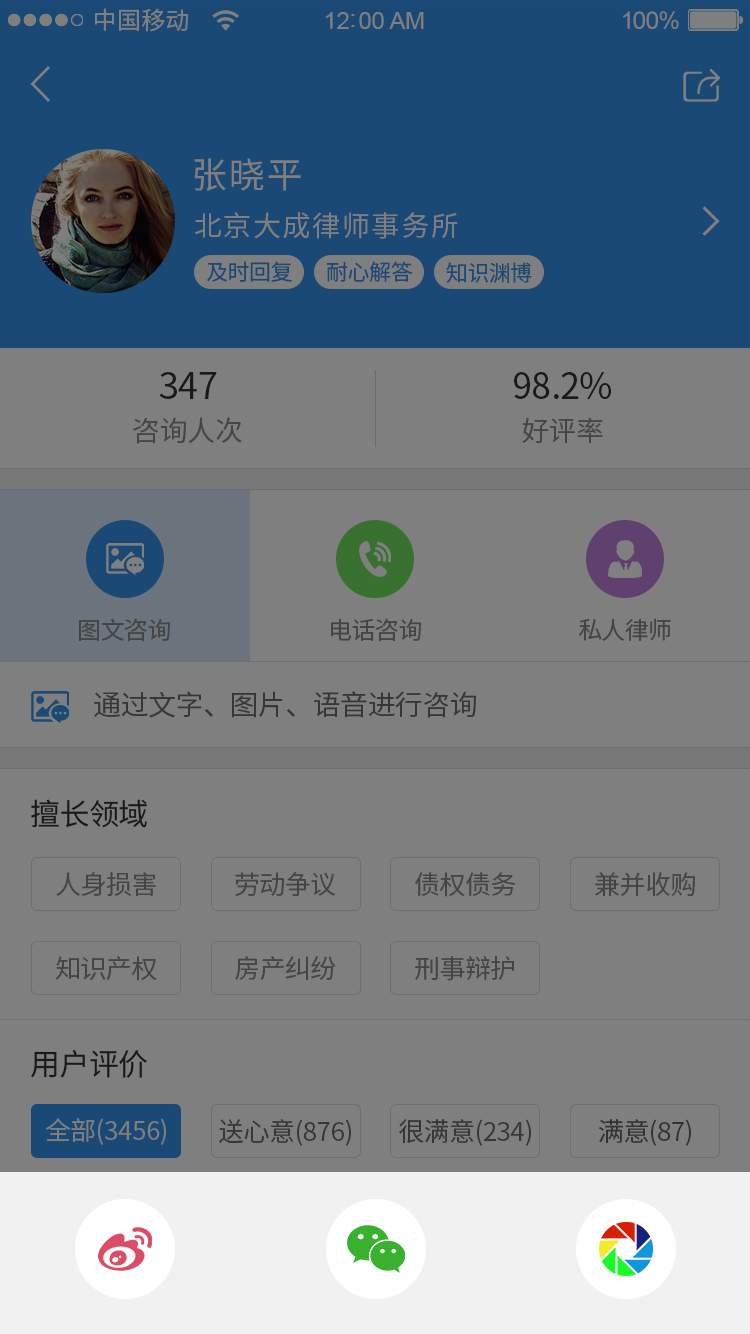 中国移动 12:00 AM 100%
张晓平
北京大成律师事务所
及时回复 耐心解答 知识渊博
347 98.2%
咨询人次 好评率
图文咨询 电话咨询 私人律师
通过文字、图片、语音进行咨询
擅长领域
人身损害 劳动争议 债权债务 兼并收购
知识产权 房产纠纷 刑事辩护
用户评价
全部(3456) 送心意(876) 很满意(234) 满意(87)